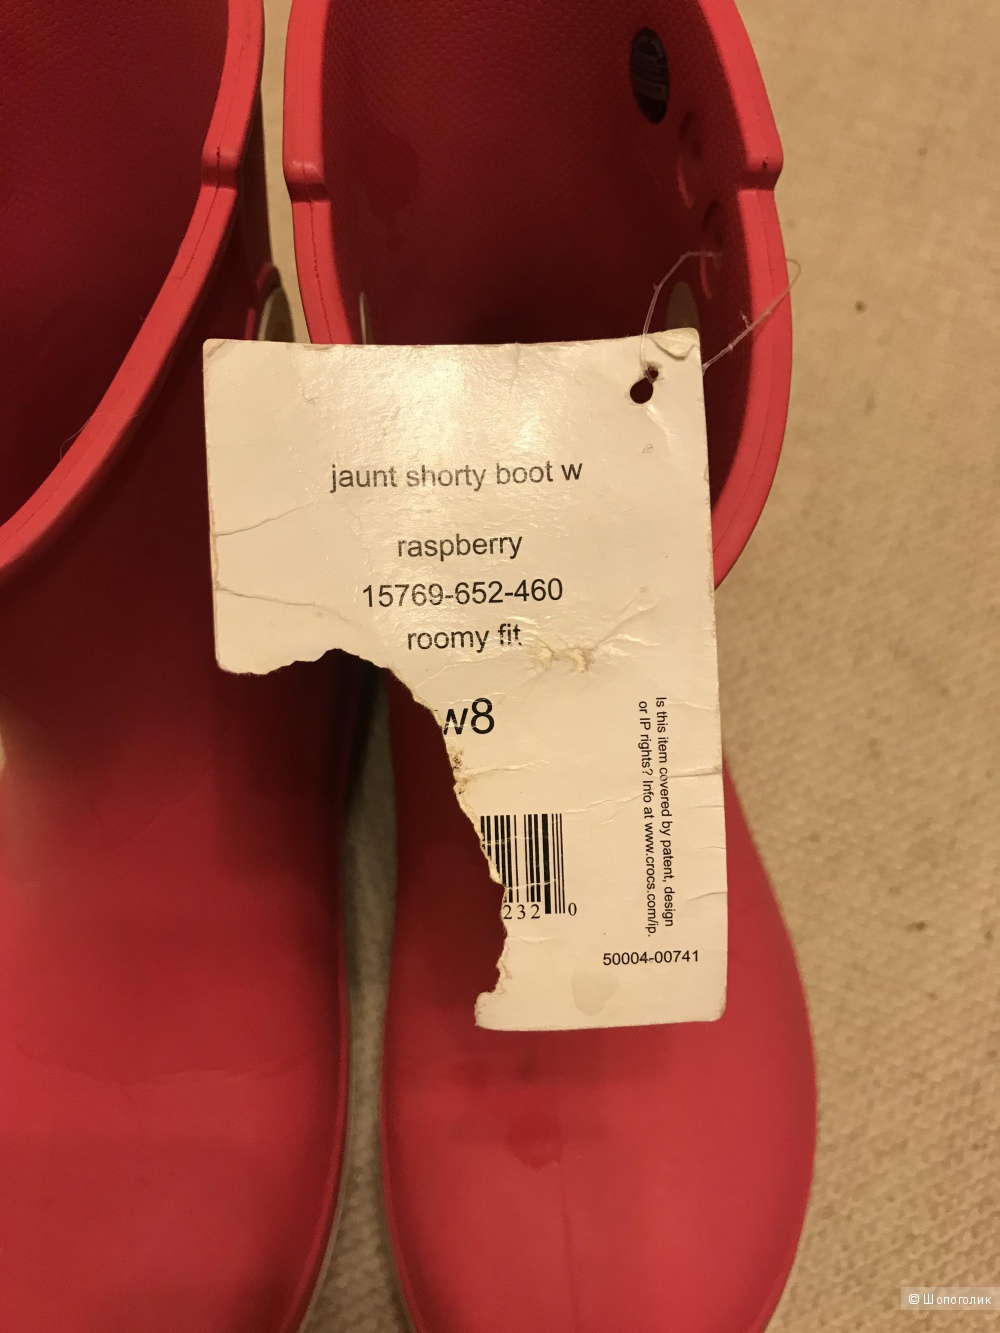 jaunt shorty boot w
raspberry
15769-652-460
roomy fit
w8
232 0
Is this item covered by patent, design
or IP rights? Info at www.crocs.com/ip.
50004-00741
© Шопоголик